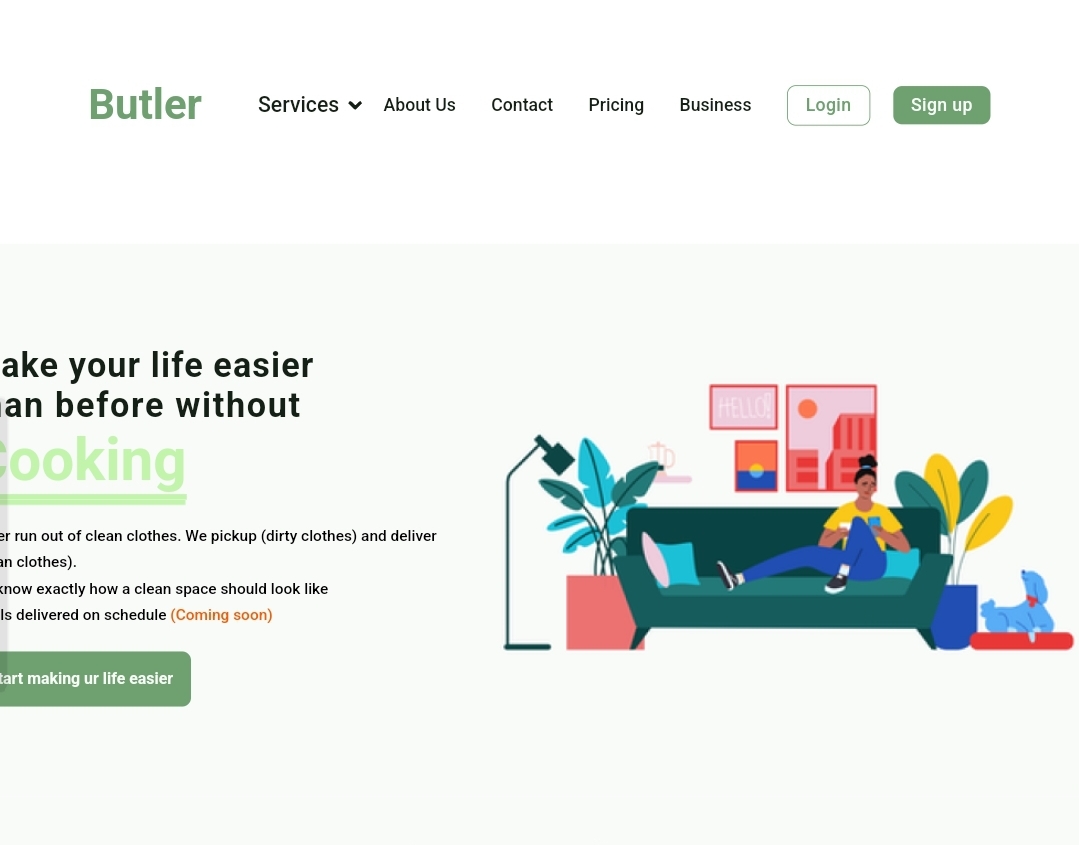 Butler
Services
About Us
Contact
Pricing
Business
Login
Sign up
ake your life easier
an before without
Cooking
er run out of clean clothes. We pickup (dirty clothes) and deliver
an clothes).
know exactly how a clean space should look like
ls delivered on schedule (Coming soon)
tart making ur life easier
HELLO!